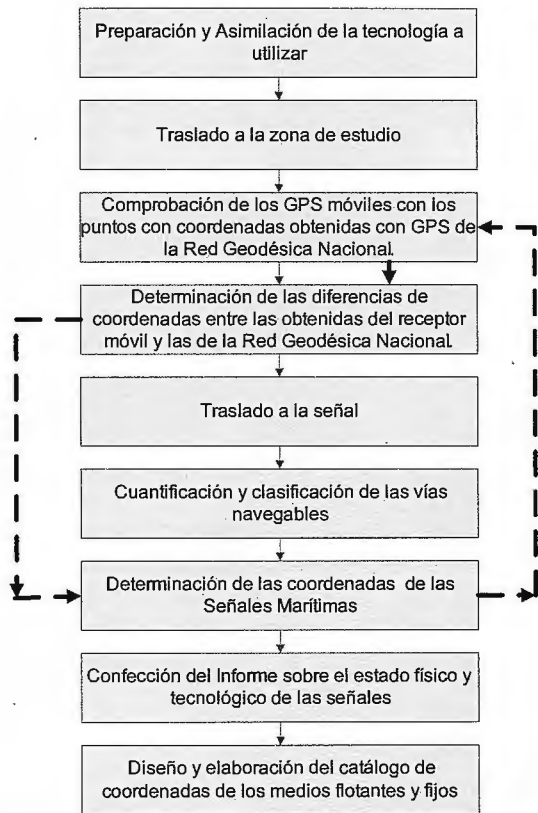 Preparación y Asimilación de la tecnología a
utilizar
Traslado a la zona de estudio
Comprobación de los GPS móviles con los
puntos con coordenadas obtenidas con GPS de
la Red Geodésica Nacional.
Determinación de las diferencias de
coordenadas entre las obtenidas del receptor
móvil y las de la Red Geodésica Nacional.
Traslado a la señal
Cuantificación y clasificación de las vías
navegables
Determinación de las coordenadas de las
Señales Marítimas
Confección del Informe sobre el estado físico y
tecnológico de las señales
Diseño y elaboración del catálogo de
coordenadas de los medios flotantes y fijos